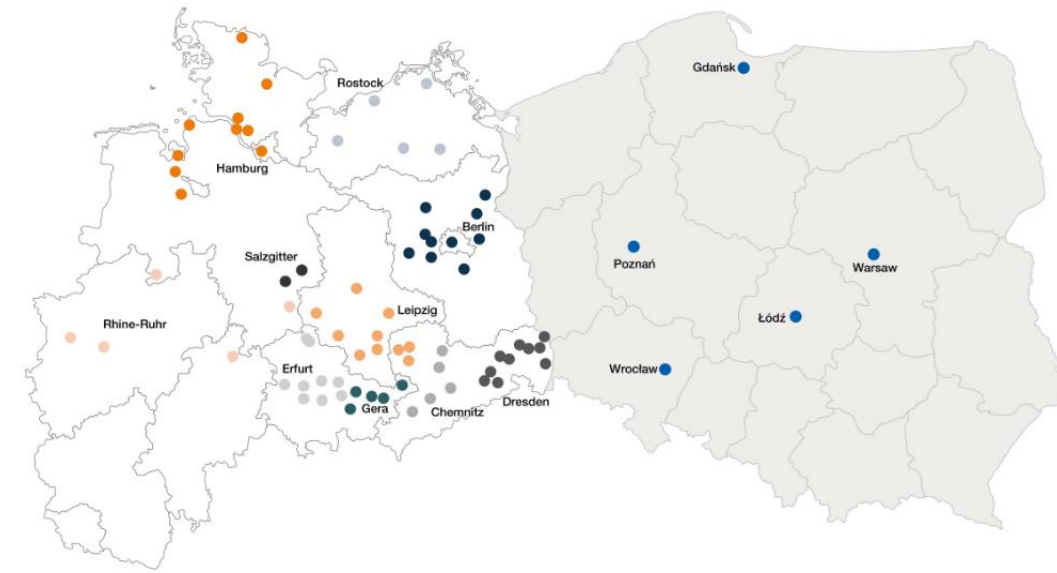 Gdańsk
Rostock
Hamburg
Berlin
Salzgitter
Poznań
Warsaw
Leipzig
Łódź
Rhine-Ruhr
Erfurt
Wrocław
Gera
Chemnitz
Dresden